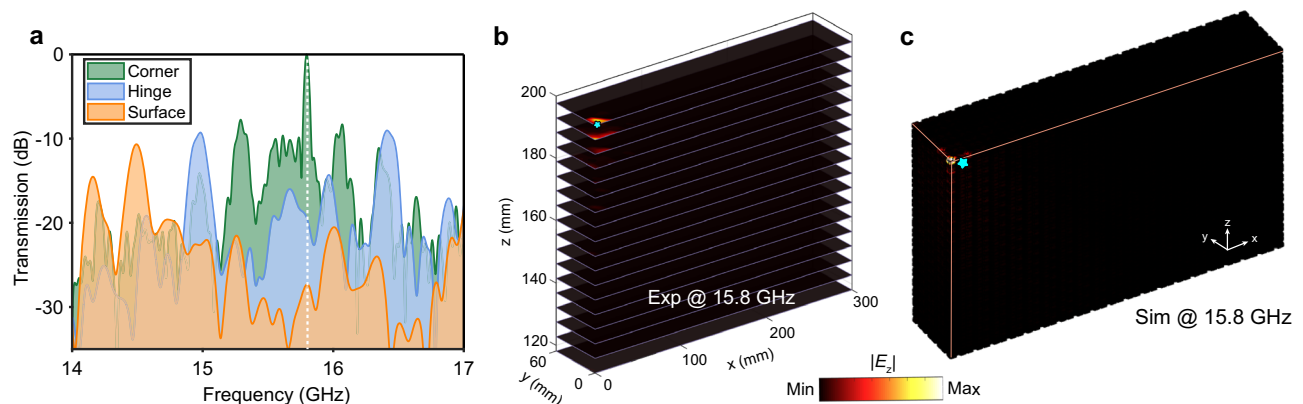 a
0
-10
-20
-30
Transmission (dB)
14
15
16
17
Frequency (GHz)
Corner
Hinge
Surface
b
200
180
160
140
120
z (mm)
60
0
y (mm)
0
100
200
300
x (mm)
Exp @ 15.8 GHz
|E_z|
Min
Max
c
z
y
x
Sim @ 15.8 GHz